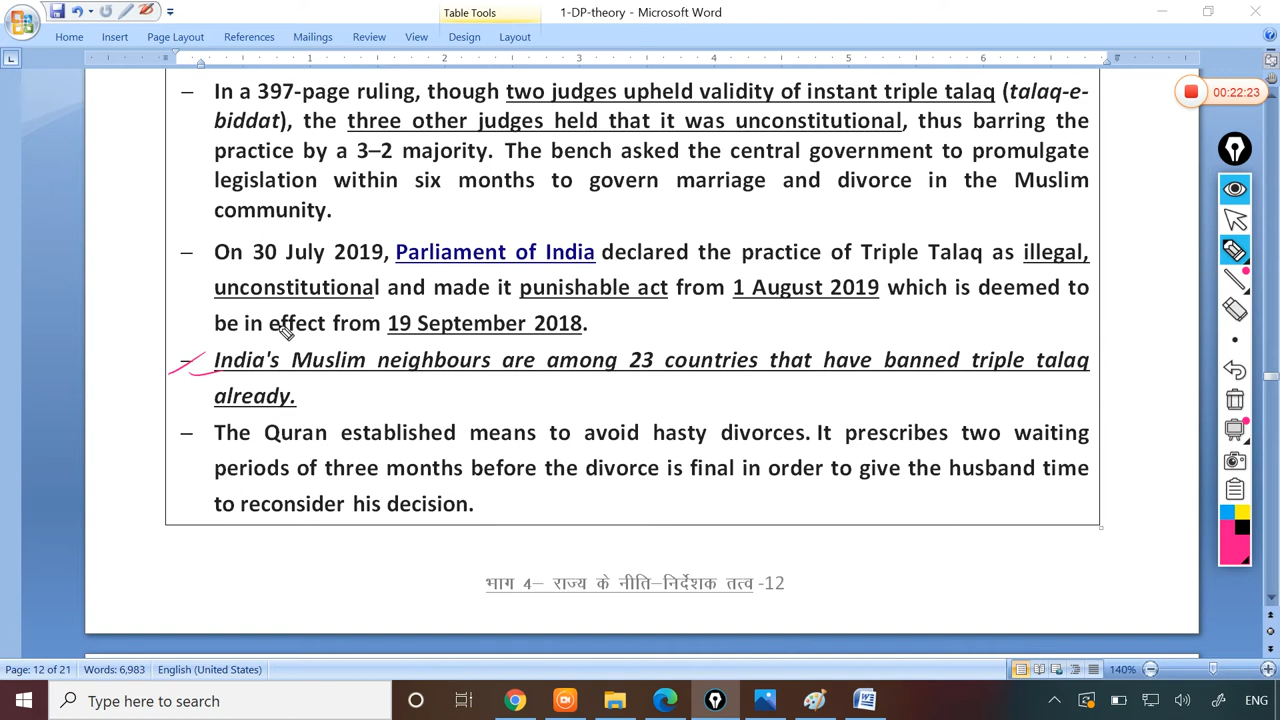 Table Tools
1-DP-theory - Microsoft Word
Home Insert Page Layout References Mailings Review View Design Layout
1 2 3 4 5 6 7
In a 397-page ruling, though two judges upheld validity of instant triple talaq (talaq-e-
biddat), the three other judges held that it was unconstitutional, thus barring the
practice by a 3–2 majority. The bench asked the central government to promulgate
legislation within six months to govern marriage and divorce in the Muslim
community.
On 30 July 2019, Parliament of India declared the practice of Triple Talaq as illegal,
unconstitutional and made it punishable act from 1 August 2019 which is deemed to
be in effect from 19 September 2018.
India's Muslim neighbours are among 23 countries that have banned triple talaq
already.
The Quran established means to avoid hasty divorces. It prescribes two waiting
periods of three months before the divorce is final in order to give the husband time
to reconsider his decision.
भाग 4– राज्य के नीति–निर्देशक तत्व -12
00:22:23
Page: 12 of 21 Words: 6,983 English (United States) 140%
Type here to search
ENG